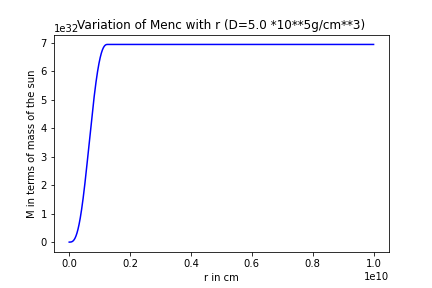 1e32
Variation of Menc with r (D=5.0 *10**5g/cm**3)
7
6
5
4
3
2
1
0
M in terms of mass of the sun
0.0 0.2 0.4 0.6 0.8 1.0
1e10
r in cm